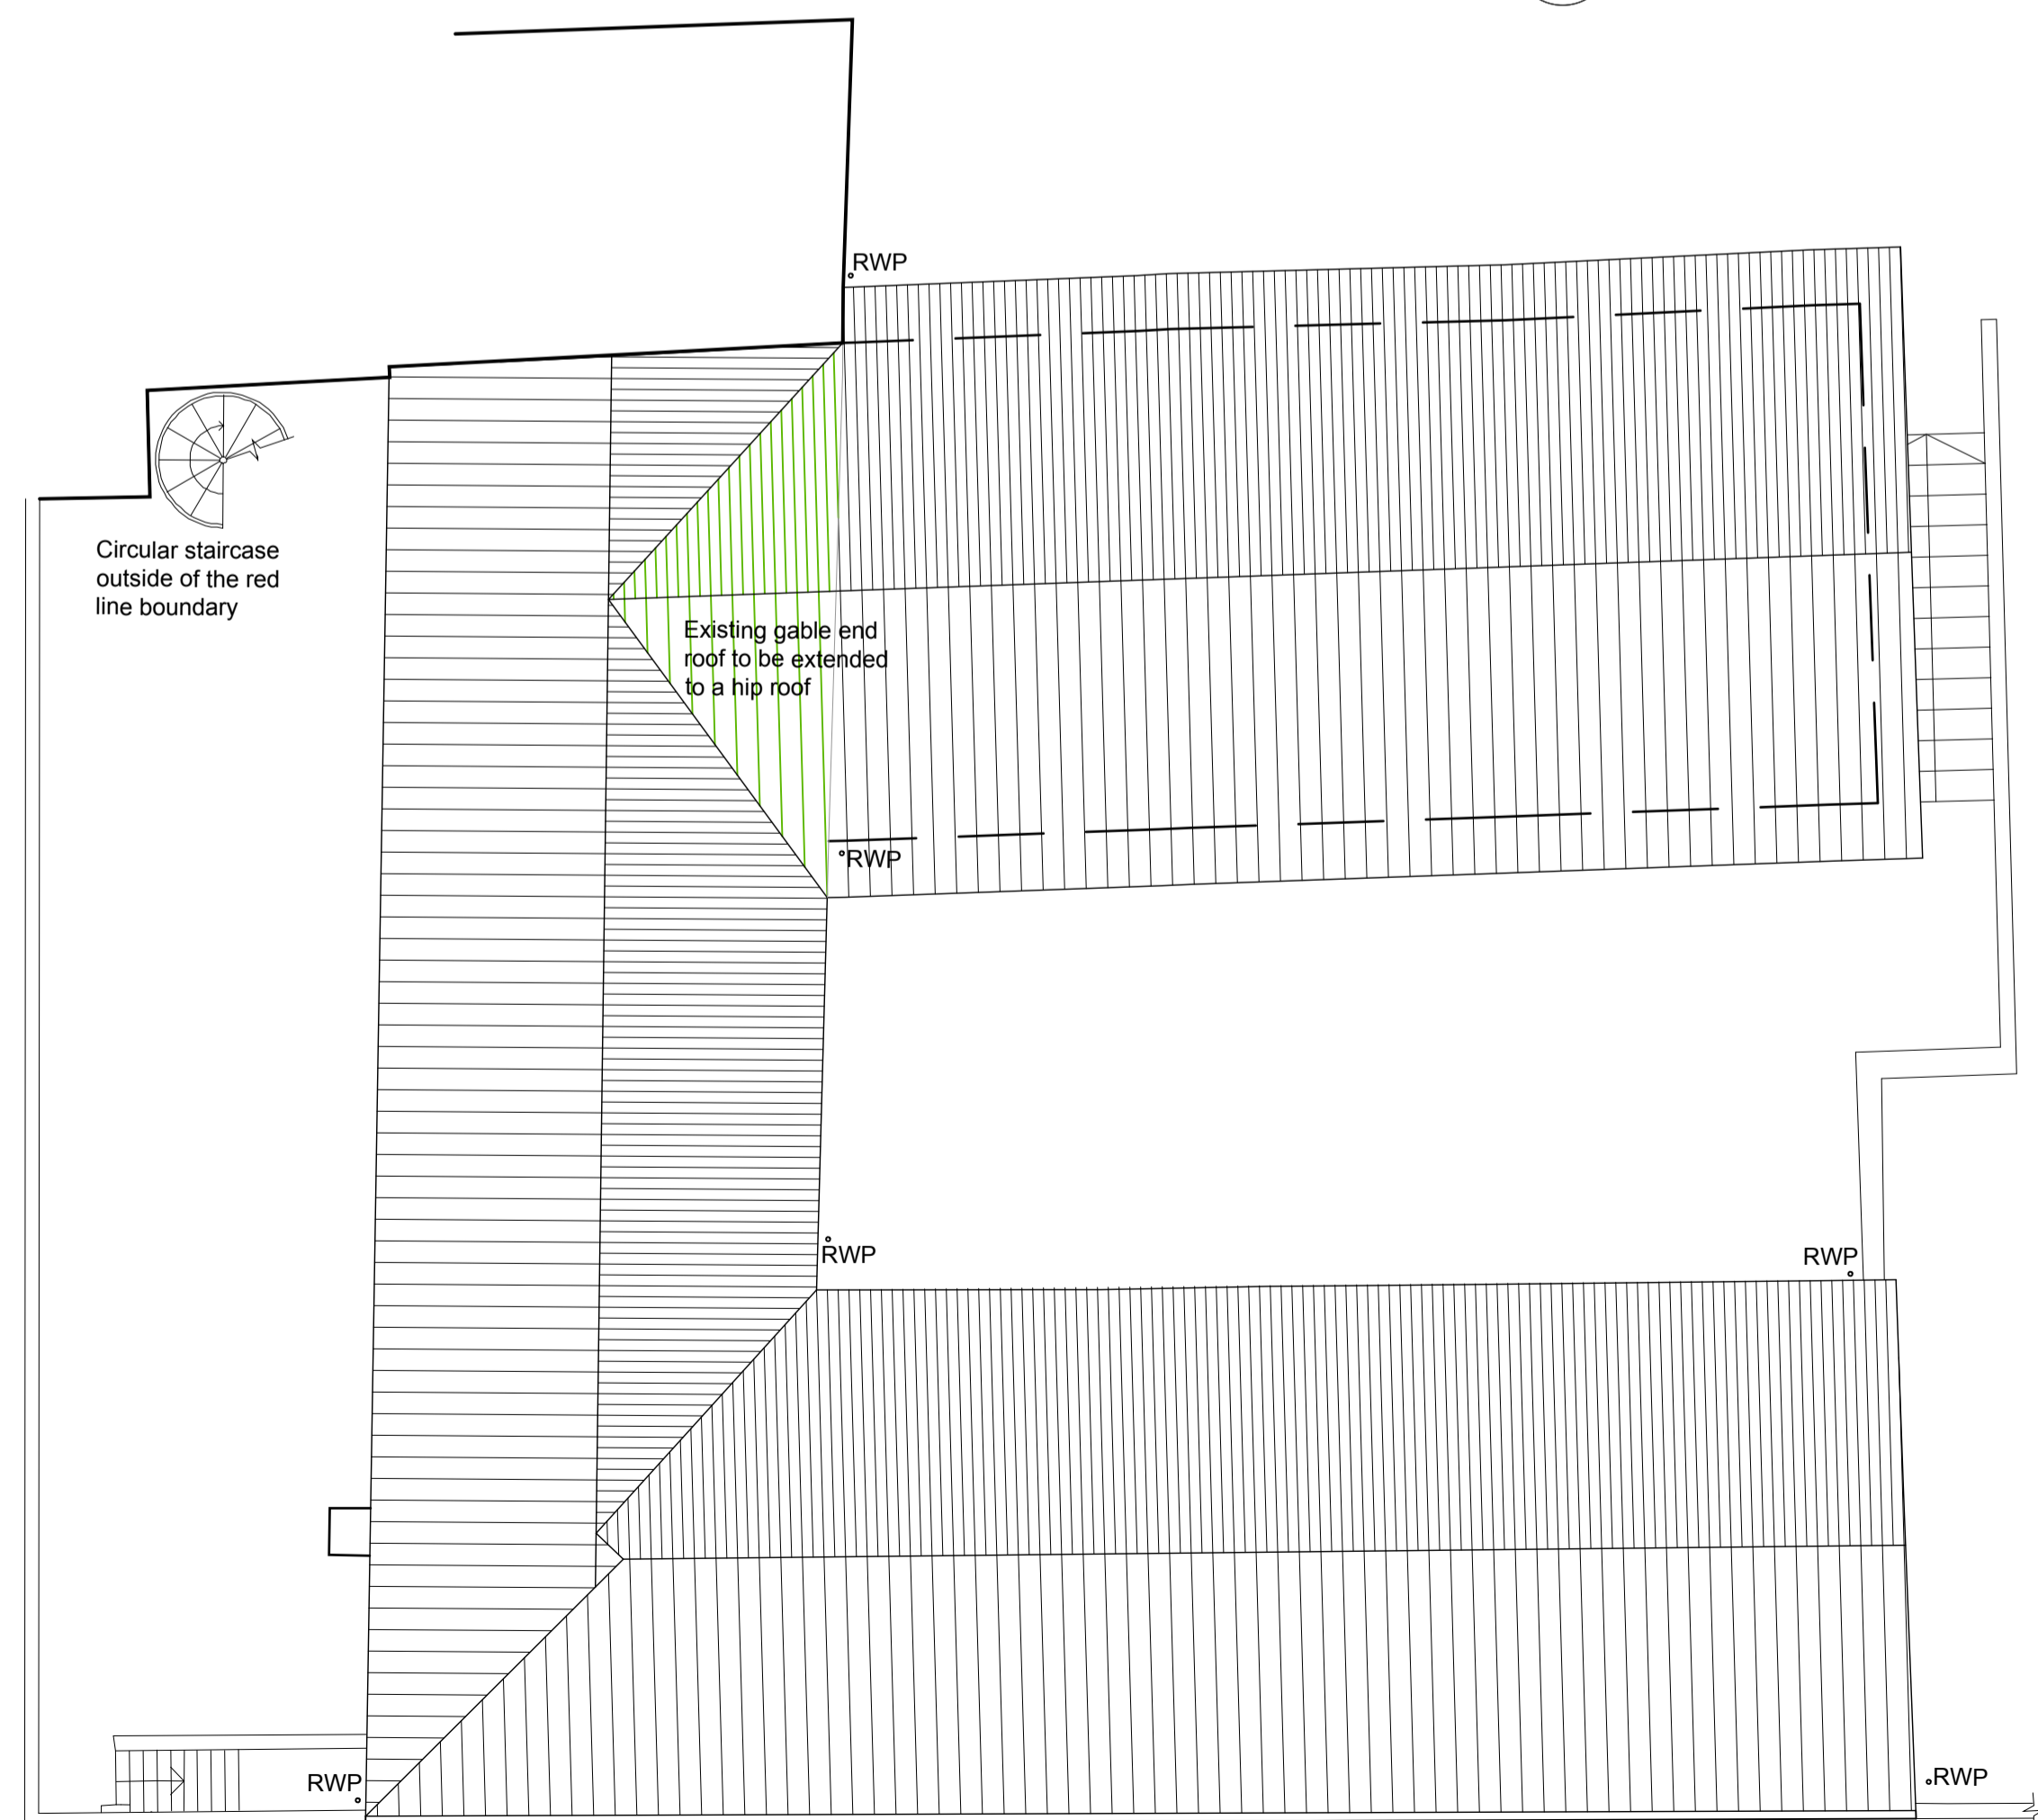 RWP
Circular staircase
outside of the red
line boundary
Existing gable end
roof to be extended
to a hip roof
RWP
RWP
RWP
RWP
RWP